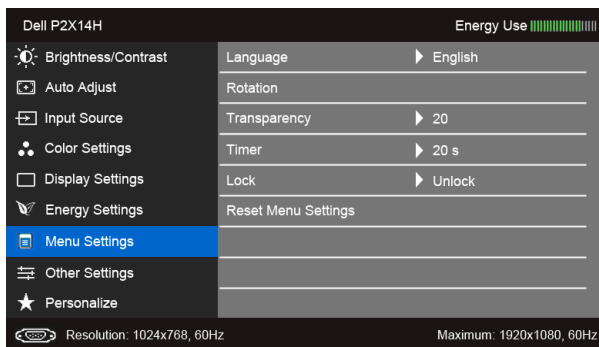 Dell P2X14H Energy Use
Brightness/Contrast Language English
Auto Adjust Rotation
Input Source Transparency 20
Color Settings Timer 20 s
Display Settings Lock Unlock
Energy Settings Reset Menu Settings
Menu Settings
Other Settings
Personalize
Resolution: 1024x768, 60Hz Maximum: 1920x1080, 60Hz